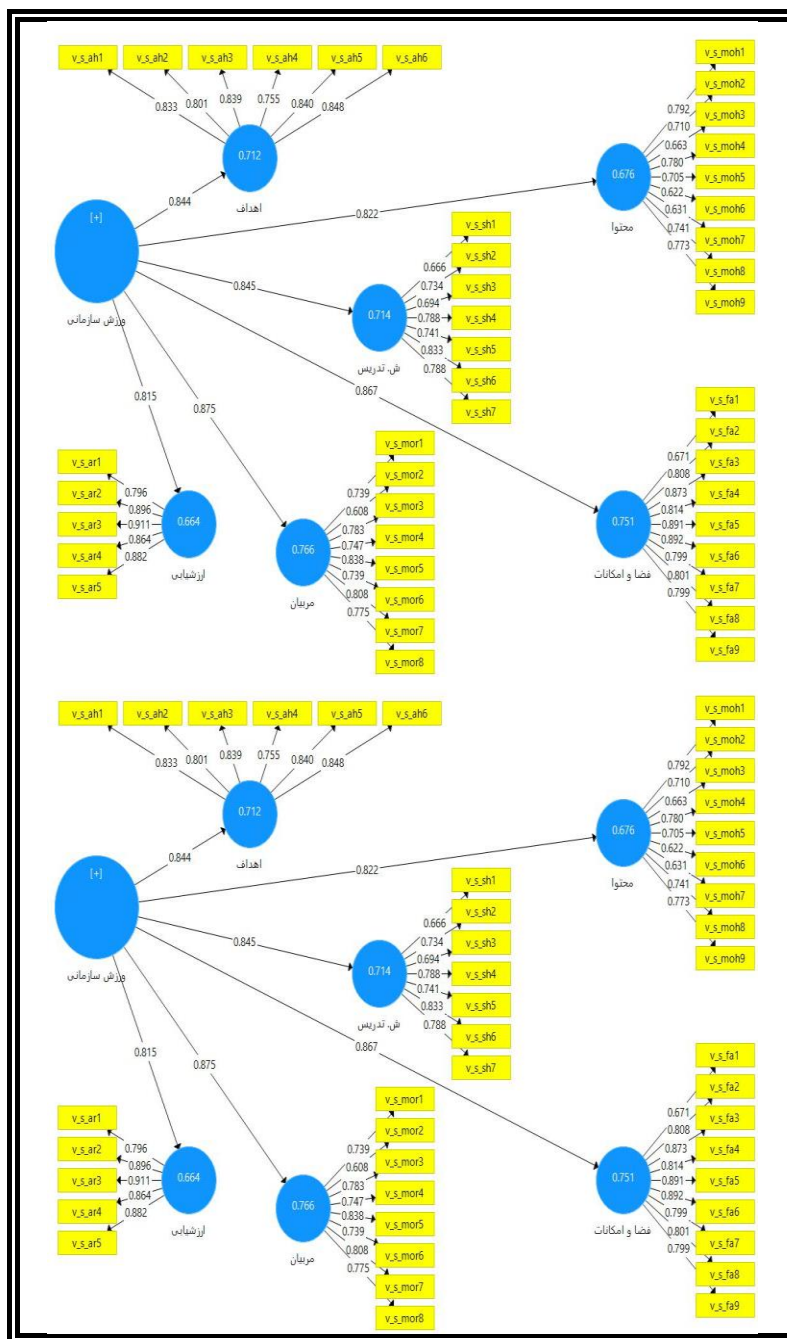 v_s_ah1 v_s_ah2 v_s_ah3 v_s_ah4 v_s_ah5 v_s_ah6
0.833 0.801 0.839 0.755 0.840 0.848
0.712
اهداف
0.844
[+]
ورزش سازمانی
0.822
0.676
محتوا
v_s_moh1
v_s_moh2
v_s_moh3
v_s_moh4
v_s_moh5
v_s_moh6
v_s_moh7
v_s_moh8
v_s_moh9
0.792
0.710
0.663
0.780
0.705
0.622
0.631
0.741
0.773
0.845
0.714
ش. تدریس
0.666
0.734
0.694
0.788
0.741
0.833
0.788
v_s_sh1
v_s_sh2
v_s_sh3
v_s_sh4
v_s_sh5
v_s_sh6
v_s_sh7
0.867
0.815
0.875
v_s_ar1
v_s_ar2
v_s_ar3
v_s_ar4
v_s_ar5
0.796
0.896
0.911
0.864
0.882
0.664
ارزشیابی
0.766
مربیان
0.739
0.608
0.783
0.747
0.838
0.739
0.808
0.775
v_s_mor1
v_s_mor2
v_s_mor3
v_s_mor4
v_s_mor5
v_s_mor6
v_s_mor7
v_s_mor8
0.751
فضا و امکانات
0.671
0.808
0.873
0.814
0.891
0.892
0.799
0.801
0.799
v_s_fa1
v_s_fa2
v_s_fa3
v_s_fa4
v_s_fa5
v_s_fa6
v_s_fa7
v_s_fa8
v_s_fa9
v_s_ah1 v_s_ah2 v_s_ah3 v_s_ah4 v_s_ah5 v_s_ah6
0.833 0.801 0.839 0.755 0.840 0.848
0.712
اهداف
0.844
[+]
ورزش سازمانی
0.822
0.676
محتوا
v_s_moh1
v_s_moh2
v_s_moh3
v_s_moh4
v_s_moh5
v_s_moh6
v_s_moh7
v_s_moh8
v_s_moh9
0.792
0.710
0.663
0.780
0.705
0.622
0.631
0.741
0.773
0.845
0.714
ش. تدریس
0.666
0.734
0.694
0.788
0.741
0.833
0.788
v_s_sh1
v_s_sh2
v_s_sh3
v_s_sh4
v_s_sh5
v_s_sh6
v_s_sh7
0.867
0.815
0.875
v_s_ar1
v_s_ar2
v_s_ar3
v_s_ar4
v_s_ar5
0.796
0.896
0.911
0.864
0.882
0.664
ارزشیابی
0.766
مربیان
0.739
0.608
0.783
0.747
0.838
0.739
0.808
0.775
v_s_mor1
v_s_mor2
v_s_mor3
v_s_mor4
v_s_mor5
v_s_mor6
v_s_mor7
v_s_mor8
0.751
فضا و امکانات
0.671
0.808
0.873
0.814
0.891
0.892
0.799
0.801
0.799
v_s_fa1
v_s_fa2
v_s_fa3
v_s_fa4
v_s_fa5
v_s_fa6
v_s_fa7
v_s_fa8
v_s_fa9